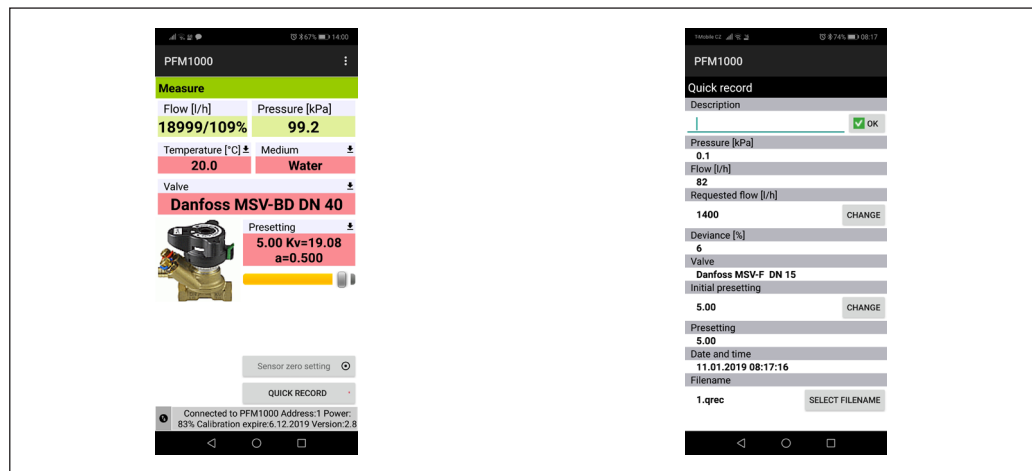 67% 14:00
PFM1000
Measure
Flow [l/h] Pressure [kPa]
18999/109% 99.2
Temperature [°C] Medium
20.0 Water
Valve
Danfoss MSV-BD DN 40
Presetting
5.00 Kv=19.08
a=0.500
Sensor zero setting
QUICK RECORD
Connected to PFM1000 Address:1 Power:
83% Calibration expire:6.12.2019 Version:2.8
T-Mobile CZ 74% 08:17
PFM1000
Quick record
Description
OK
Pressure [kPa]
0.1
Flow [l/h]
82
Requested flow [l/h]
1400 CHANGE
Deviance [%]
6
Valve
Danfoss MSV-F DN 15
Initial presetting
5.00 CHANGE
Presetting
5.00
Date and time
11.01.2019 08:17:16
Filename
1.qrec SELECT FILENAME